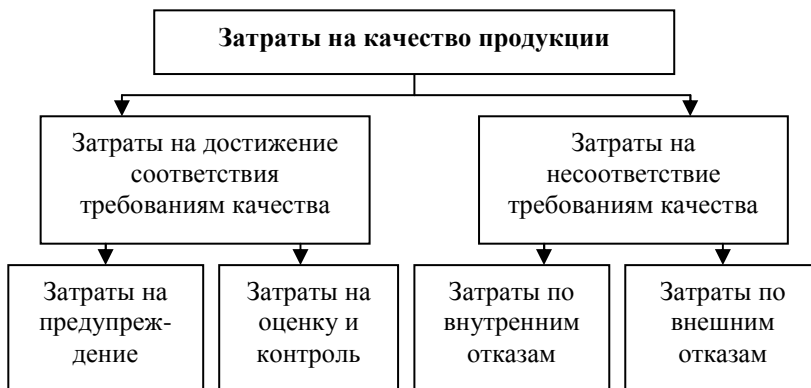 Затраты на качество продукции
Затраты на достижение
соответствия
требованиям качества
Затраты на
несоответствие
требованиям качества
Затраты на
предупреж-
дение
Затраты на
оценку и
контроль
Затраты по
внутренним
отказам
Затраты по
внешним
отказам